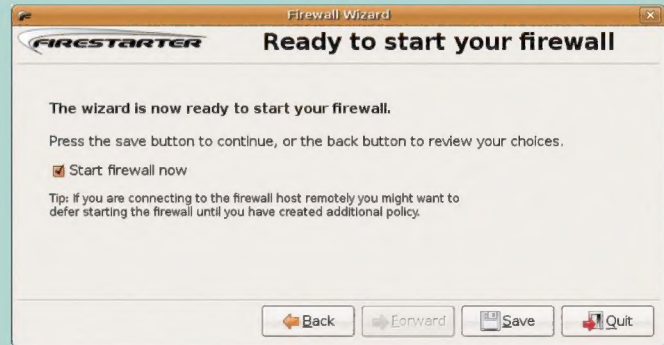 Firewall Wizard
FIRESTARTER
Ready to start your firewall
The wizard is now ready to start your firewall.
Press the save button to continue, or the back button to review your choices.
Start firewall now
Tip: If you are connecting to the firewall host remotely you might want to
defer starting the firewall until you have created additional policy.
Back
Forward
Save
Quit